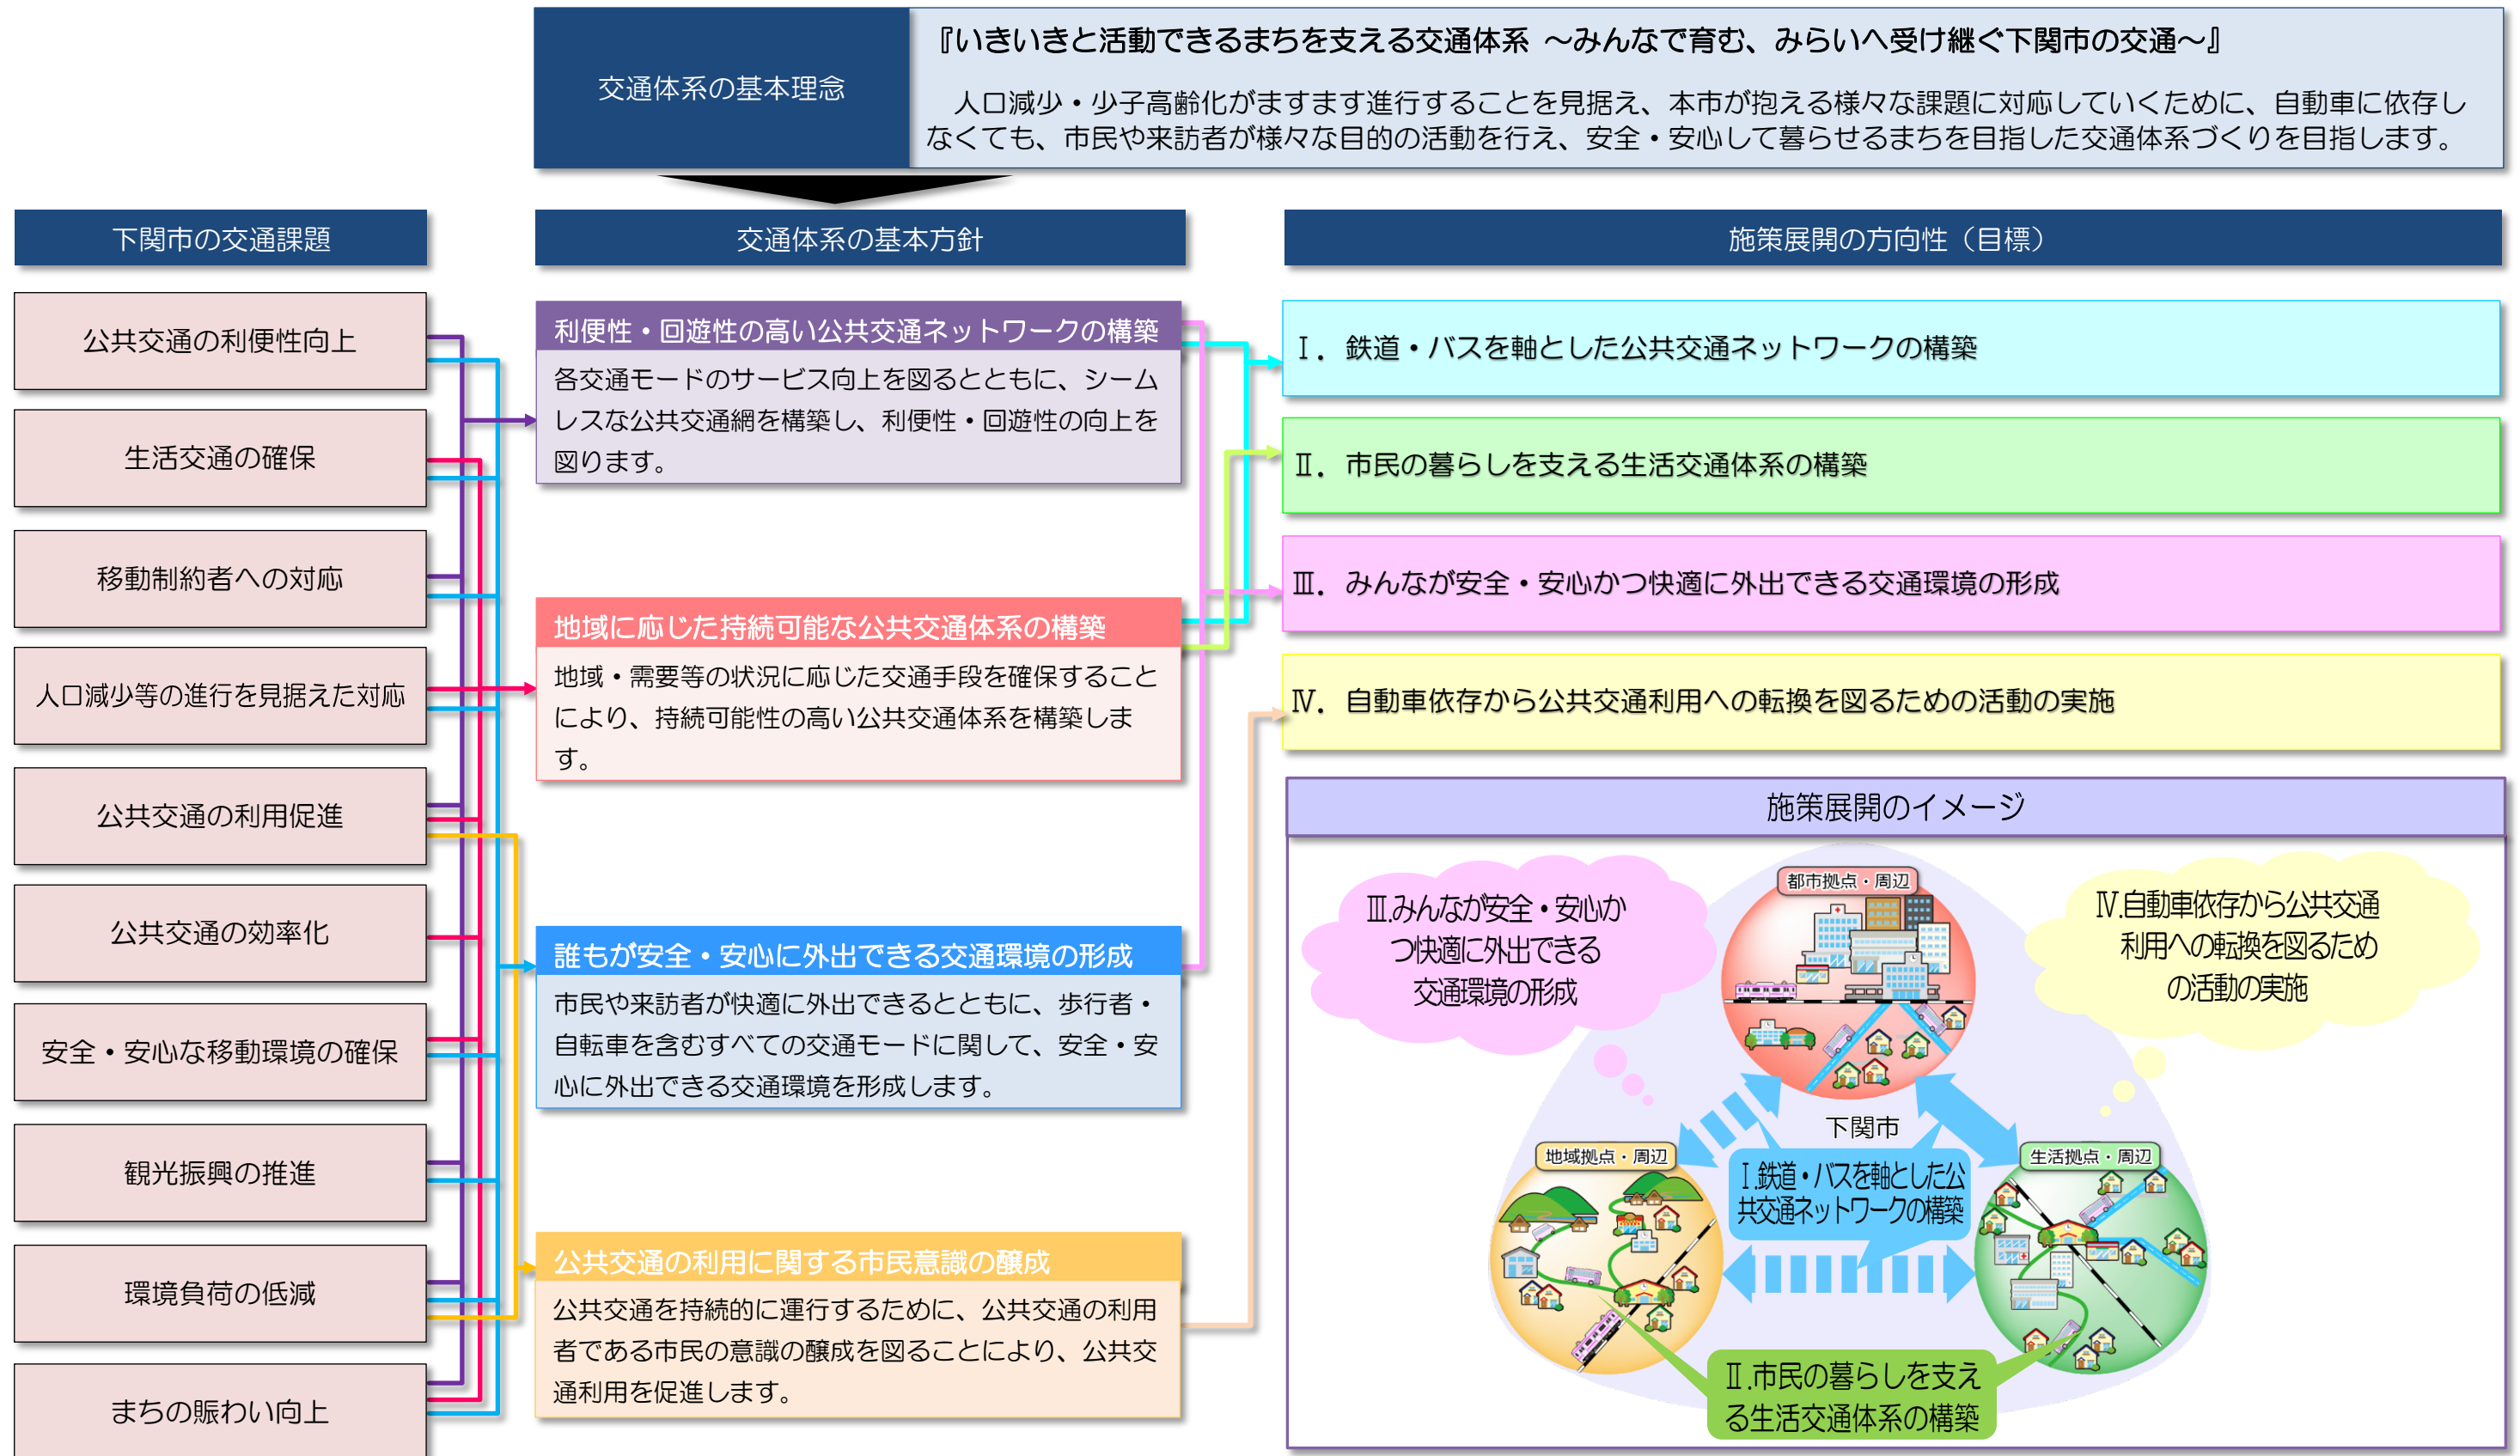 交通体系の基本理念
『いきいきと活動できるまちを支える交通体系 ～みんなで育む、みらいへ受け継ぐ下関市の交通～』
人口減少・少子高齢化がますます進行することを見据え、本市が抱える様々な課題に対応していくために、自動車に依存し
なくても、市民や来訪者が様々な目的の活動を行え、安全・安心して暮らせるまちを目指した交通体系づくりを目指します。
下関市の交通課題
公共交通の利便性向上
生活交通の確保
移動制約者への対応
人口減少等の進行を見据えた対応
公共交通の利用促進
公共交通の効率化
安全・安心な移動環境の確保
観光振興の推進
環境負荷の低減
まちの賑わい向上
交通体系の基本方針
利便性・回遊性の高い公共交通ネットワークの構築
各交通モードのサービス向上を図るとともに、シーム
レスな公共交通網を構築し、利便性・回遊性の向上を
図ります。
地域に応じた持続可能な公共交通体系の構築
地域・需要等の状況に応じた交通手段を確保すること
により、持続可能性の高い公共交通体系を構築しま
す。
誰もが安全・安心に外出できる交通環境の形成
市民や来訪者が快適に外出できるとともに、歩行者・
自転車を含むすべての交通モードに関して、安全・安
心に外出できる交通環境を形成します。
公共交通の利用に関する市民意識の醸成
公共交通を持続的に運行するために、公共交通の利用
者である市民の意識の醸成を図ることにより、公共交
通利用を促進します。
施策展開の方向性（目標）
Ⅰ．鉄道・バスを軸とした公共交通ネットワークの構築
Ⅱ．市民の暮らしを支える生活交通体系の構築
Ⅲ．みんなが安全・安心かつ快適に外出できる交通環境の形成
Ⅳ．自動車依存から公共交通利用への転換を図るための活動の実施
施策展開のイメージ
Ⅲ.みんなが安全・安心か
つ快適に外出できる
交通環境の形成
都市拠点・周辺
Ⅳ.自動車依存から公共交通
利用への転換を図るため
の活動の実施
下関市
地域拠点・周辺
Ⅰ.鉄道・バスを軸とした公
共交通ネットワークの構築
生活拠点・周辺
Ⅱ.市民の暮らしを支え
る生活交通体系の構築